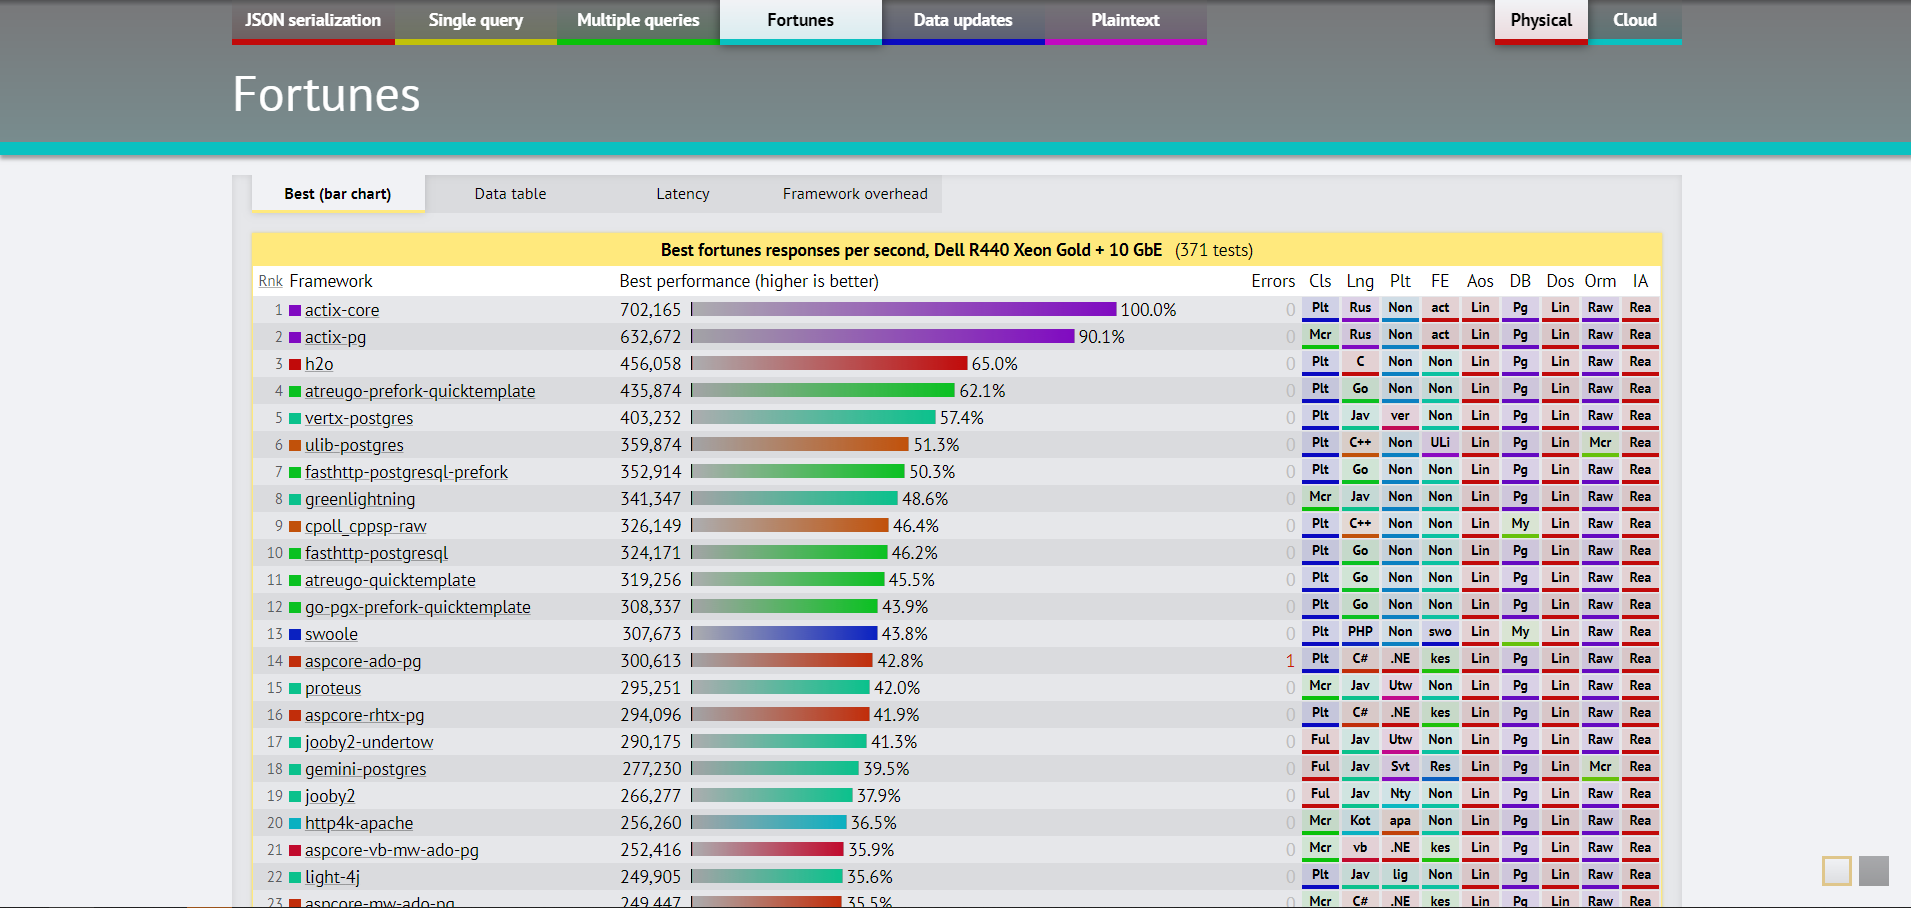 JSON serialization Single query Multiple queries Fortunes Data updates Plaintext Physical Cloud
Fortunes
Best (bar chart) Data table Latency Framework overhead
Best fortunes responses per second, Dell R440 Xeon Gold + 10 GbE (371 tests)
Rnk Framework Best performance (higher is better) Errors Cls Lng Plt FE Aos DB Dos Orm IA
1 actix-core 702,165 100.0% 0 Plt Rus Non act Lin Pg Lin Raw Rea
2 actix-pg 632,672 90.1% 0 Mcr Rus Non act Lin Pg Lin Raw Rea
3 h2o 456,058 65.0% 0 Plt C Non Non Lin Pg Lin Raw Rea
4 atreugo-prefork-quicktemplate 435,874 62.1% 0 Plt Go Non Non Lin Pg Lin Raw Rea
5 vertx-postgres 403,232 57.4% 0 Plt Jav ver Non Lin Pg Lin Raw Rea
6 ulib-postgres 359,874 51.3% 0 Plt C++ Non ULi Lin Pg Lin Mcr Rea
7 fasthttp-postgresql-prefork 352,914 50.3% 0 Plt Go Non Non Lin Pg Lin Raw Rea
8 greenlightning 341,347 48.6% 0 Mcr Jav Non Non Lin Pg Lin Raw Rea
9 cpoll_cppsp-raw 326,149 46.4% 0 Plt C++ Non Non Lin My Lin Raw Rea
10 fasthttp-postgresql 324,171 46.2% 0 Plt Go Non Non Lin Pg Lin Raw Rea
11 atreugo-quicktemplate 319,256 45.5% 0 Plt Go Non Non Lin Pg Lin Raw Rea
12 go-pgx-prefork-quicktemplate 308,337 43.9% 0 Plt Go Non Non Lin Pg Lin Raw Rea
13 swoole 307,673 43.8% 0 Plt PHP Non swo Lin My Lin Raw Rea
14 aspcore-ado-pg 300,613 42.8% 1 Plt C# .NE kes Lin Pg Lin Raw Rea
15 proteus 295,251 42.0% 0 Mcr Jav Utw Non Lin Pg Lin Raw Rea
16 aspcore-rhtx-pg 294,096 41.9% 0 Plt C# .NE kes Lin Pg Lin Raw Rea
17 jooby2-undertow 290,175 41.3% 0 Ful Jav Utw Non Lin Pg Lin Raw Rea
18 gemini-postgres 277,230 39.5% 0 Ful Jav Svt Res Lin Pg Lin Mcr Rea
19 jooby2 266,277 37.9% 0 Ful Jav Nty Non Lin Pg Lin Raw Rea
20 http4k-apache 256,260 36.5% 0 Mcr Kot apa Non Lin Pg Lin Raw Rea
21 aspcore-vb-mw-ado-pg 252,416 35.9% 0 Mcr vb .NE kes Lin Pg Lin Raw Rea
22 light-4j 249,905 35.6% 0 Plt Jav lig Non Lin Pg Lin Raw Rea
23 aspcore-mw-ado-pg 249,447 35.5% 0 Mcr C# .NE kes Lin Pg Lin Raw Rea